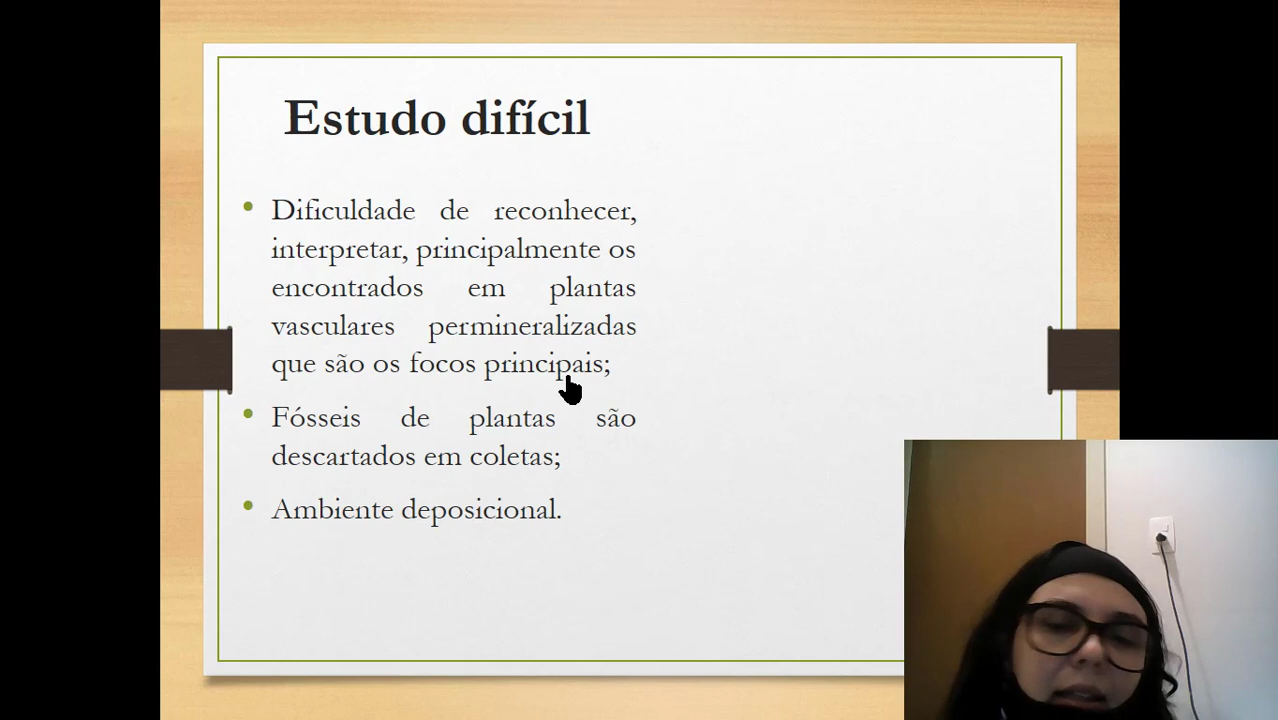 Estudo difícil
• Dificuldade de reconhecer,
interpretar, principalmente os
encontrados em plantas
vasculares permineralizadas
que são os focos principais;
• Fósseis de plantas são
descartados em coletas;
• Ambiente deposicional.